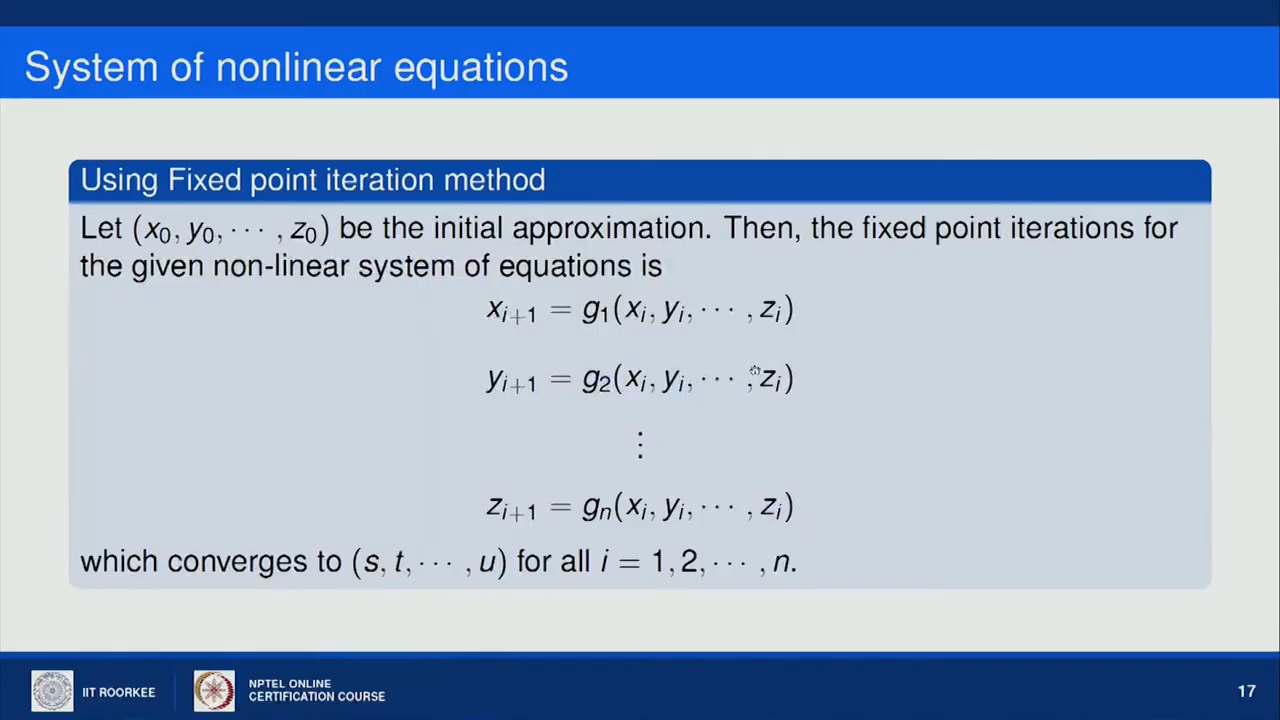 System of nonlinear equations
Using Fixed point iteration method
Let (x₀, y₀, ⋯ , z₀) be the initial approximation. Then, the fixed point iterations for
the given non-linear system of equations is
xᵢ₊₁ = g₁(xᵢ, yᵢ, ⋯ , zᵢ)
yᵢ₊₁ = g₂(xᵢ, yᵢ, ⋯ , zᵢ)
⋮
zᵢ₊₁ = gₙ(xᵢ, yᵢ, ⋯ , zᵢ)
which converges to (s, t, ⋯ , u) for all i = 1, 2, ⋯ , n.
IIT ROORKEE
NPTEL ONLINE
CERTIFICATION COURSE
17